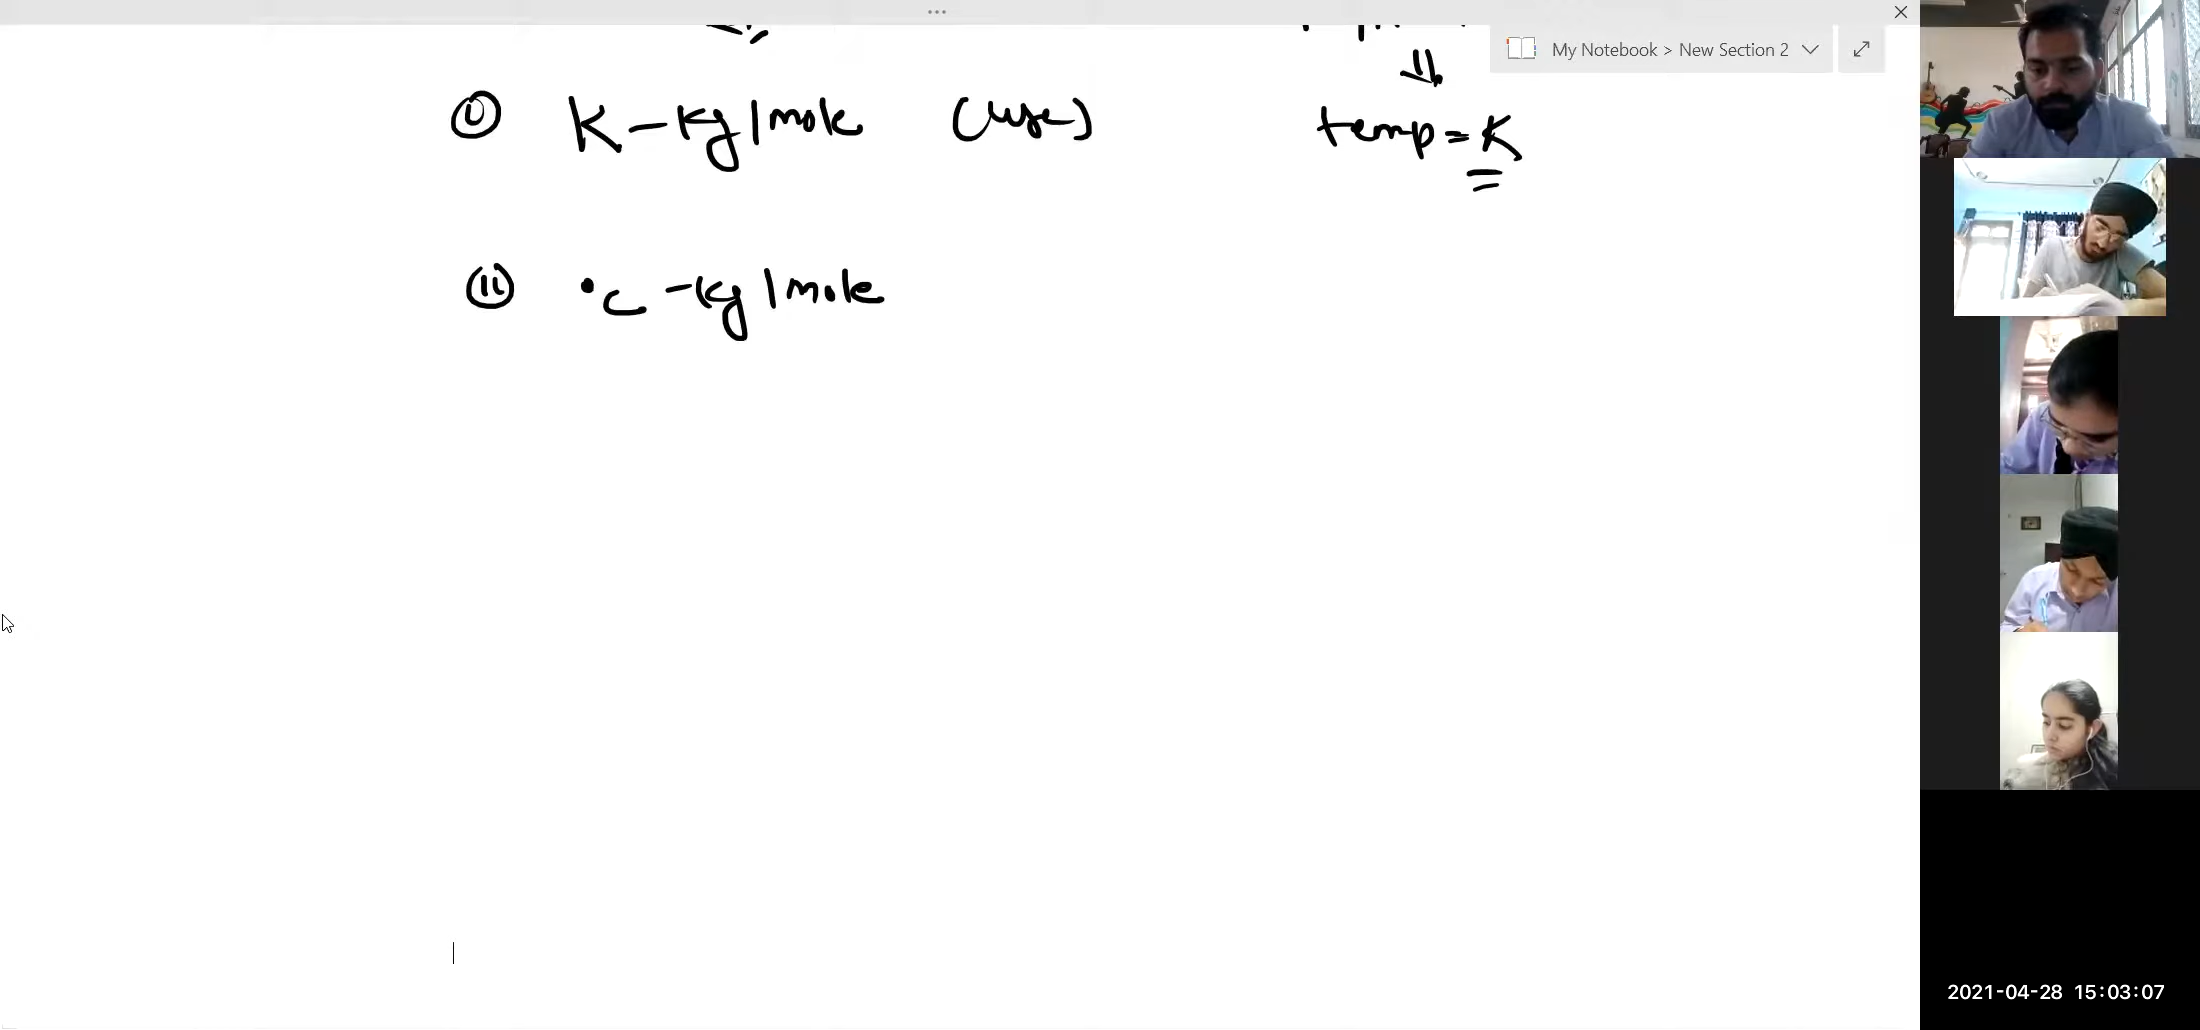 My Notebook > New Section 2
(i) K - kg/mole (use) temp = K
(ii) °C - kg/mole
2021-04-28 15:03:07